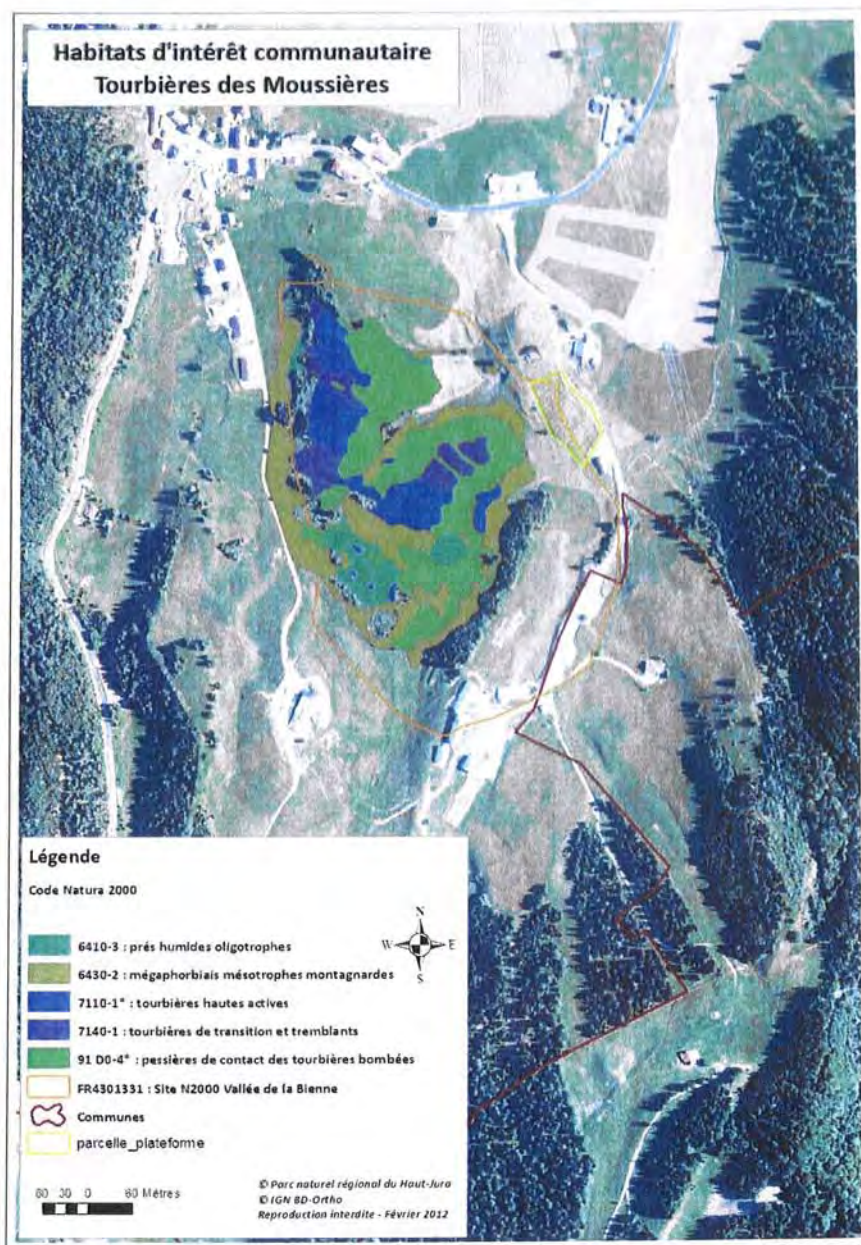 Habitats d'intérêt communautaire
Tourbières des Moussières
Légende
Code Natura 2000
N
W E
S
6410-3 : prés humides oligotrophes
6430-2 : mégaphorbiais mésotrophes montagnardes
7110-1* : tourbières hautes actives
7140-1 : tourbières de transition et tremblants
91 D0-4* : pessières de contact des tourbières bombées
FR4301331 : Site N2000 Vallée de la Bienne
Communes
parcelle_plateforme
60 30 0 60 Mètres
© Parc naturel régional du Haut-Jura
© IGN BD-Ortho
Reproduction interdite - Février 2012